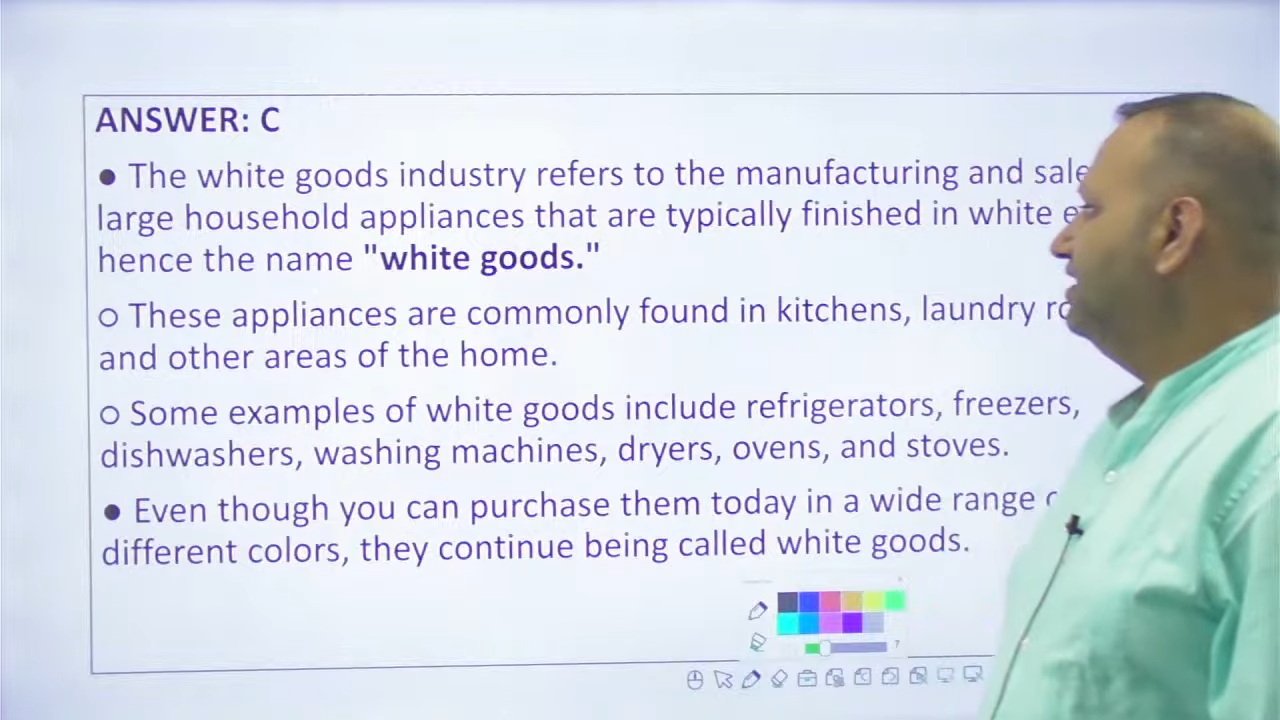 ANSWER: C
● The white goods industry refers to the manufacturing and sale
large household appliances that are typically finished in white
hence the name "white goods."
○ These appliances are commonly found in kitchens, laundry
and other areas of the home.
○ Some examples of white goods include refrigerators, freezers,
dishwashers, washing machines, dryers, ovens, and stoves.
● Even though you can purchase them today in a wide range
different colors, they continue being called white goods.
7